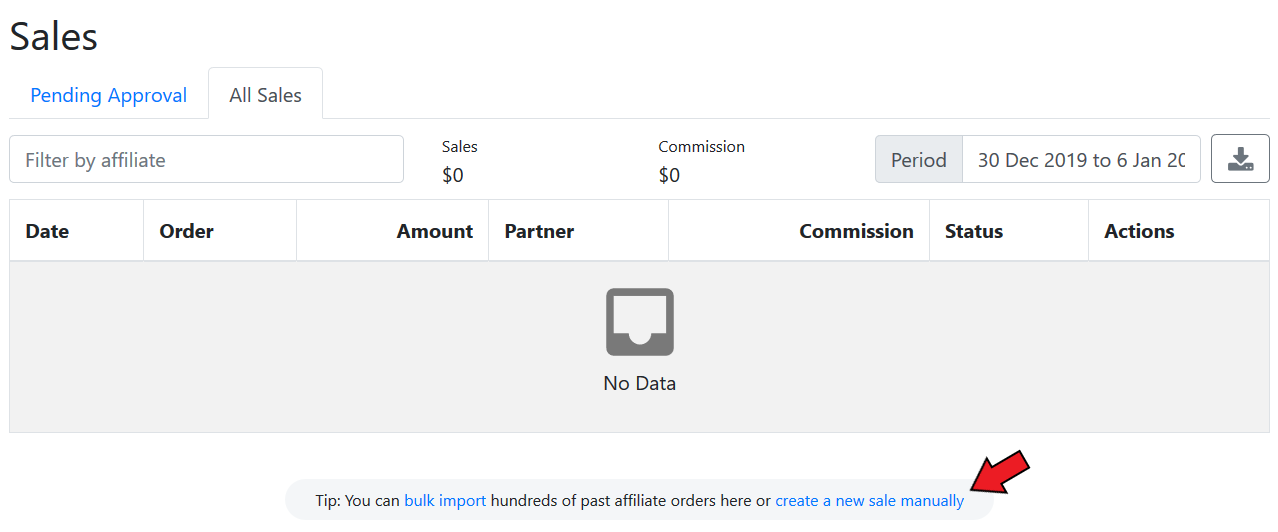 Sales
Pending Approval
All Sales
Filter by affiliate
Sales
$0
Commission
$0
Period
30 Dec 2019 to 6 Jan 20
Date
Order
Amount
Partner
Commission
Status
Actions
No Data
Tip: You can bulk import hundreds of past affiliate orders here or create a new sale manually